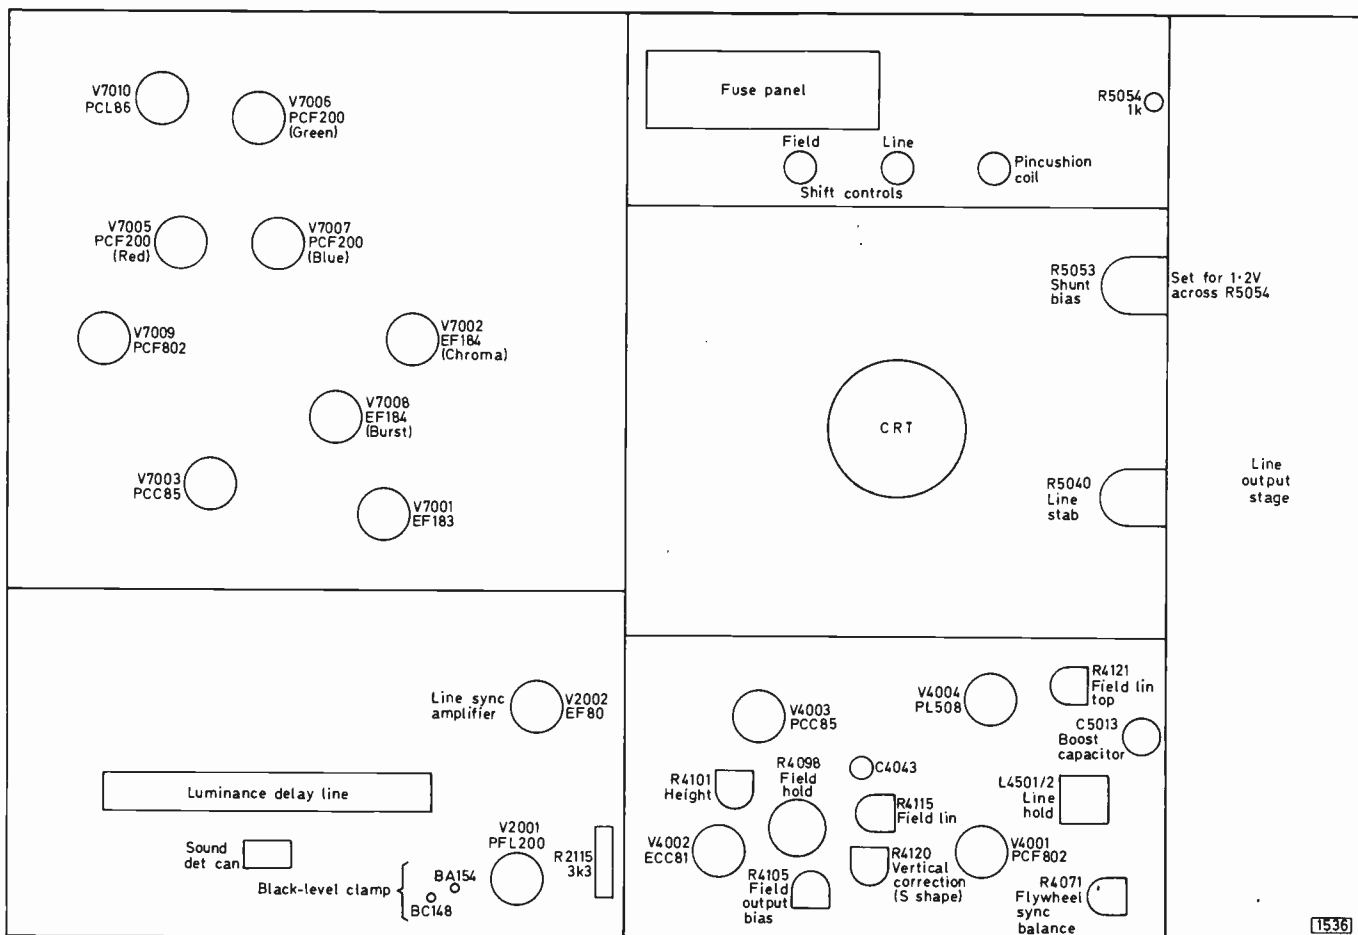 V7010
PCL86
V7006
PCF200
(Green)
V7005
PCF200
(Red)
V7007
PCF200
(Blue)
V7009
PCF802
V7002
EF184
(Chroma)
V7008
EF184
(Burst)
V7003
PCC85
V7001
EF183
Fuse panel
R5054
1k
Field
Line
Shift controls
Pincushion
coil
R5053
Shunt
bias
Set for 1·2V
across R5054
CRT
R5040
Line
stab
Line
output
stage
Line sync
amplifier
V2002
EF80
Luminance delay line
Sound
det can
Black-level clamp
BA154
BC148
V2001
PFL200
R2115
3k3
V4003
PCC85
V4004
PL508
R4121
Field lin
top
C5013
Boost
capacitor
R4101
Height
R4098
Field
hold
C4043
R4115
Field lin
L4501/2
Line
hold
V4002
ECC81
R4105
Field
output
bias
R4120
Vertical
correction
(S shape)
V4001
PCF802
R4071
Flywheel
sync
balance
1536